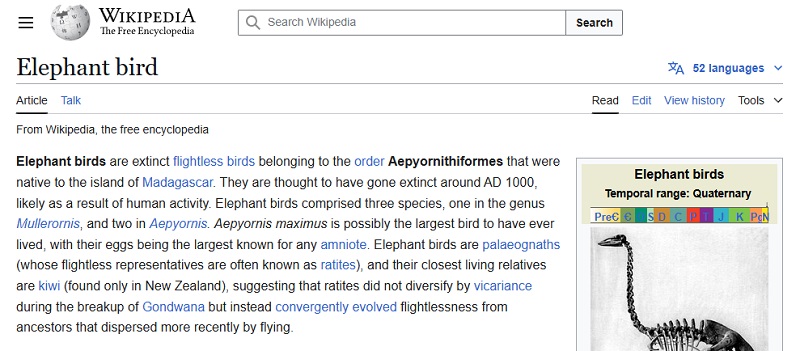 WIKIPEDIA
The Free Encyclopedia
Search Wikipedia
Search
Elephant bird
52 languages
Article Talk
Read Edit View history Tools
From Wikipedia, the free encyclopedia
Elephant birds are extinct flightless birds belonging to the order Aepyornithiformes that were
native to the island of Madagascar. They are thought to have gone extinct around AD 1000,
likely as a result of human activity. Elephant birds comprised three species, one in the genus
Mullerornis, and two in Aepyornis. Aepyornis maximus is possibly the largest bird to have ever
lived, with their eggs being the largest known for any amniote. Elephant birds are palaeognaths
(whose flightless representatives are often known as ratites), and their closest living relatives
are kiwi (found only in New Zealand), suggesting that ratites did not diversify by vicariance
during the breakup of Gondwana but instead convergently evolved flightlessness from
ancestors that dispersed more recently by flying.
Elephant birds
Temporal range: Quaternary
PreꞒ Ꞓ S D C P T J K Pg N